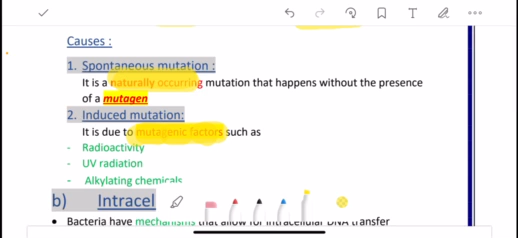 Causes :
1. Spontaneous mutation :
It is a naturally occurring mutation that happens without the presence
of a mutagen
2. Induced mutation:
It is due to mutagenic factors such as
- Radioactivity
- UV radiation
- Alkylating chemicals
b) Intracel
• Bacteria have mechanisms that allow for intracellular DNA transfer